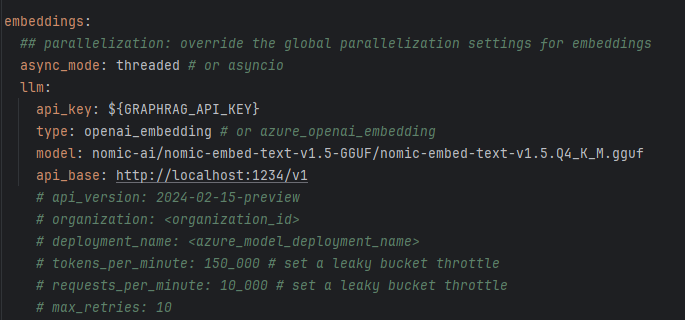 embeddings:
## parallelization: override the global parallelization settings for embeddings
async_mode: threaded # or asyncio
llm:
api_key: ${GRAPHRAG_API_KEY}
type: openai_embedding # or azure_openai_embedding
model: nomic-ai/nomic-embed-text-v1.5-GGUF/nomic-embed-text-v1.5.Q4_K_M.gguf
api_base: http://localhost:1234/v1
# api_version: 2024-02-15-preview
# organization: <organization_id>
# deployment_name: <azure_model_deployment_name>
# tokens_per_minute: 150_000 # set a leaky bucket throttle
# requests_per_minute: 10_000 # set a leaky bucket throttle
# max_retries: 10